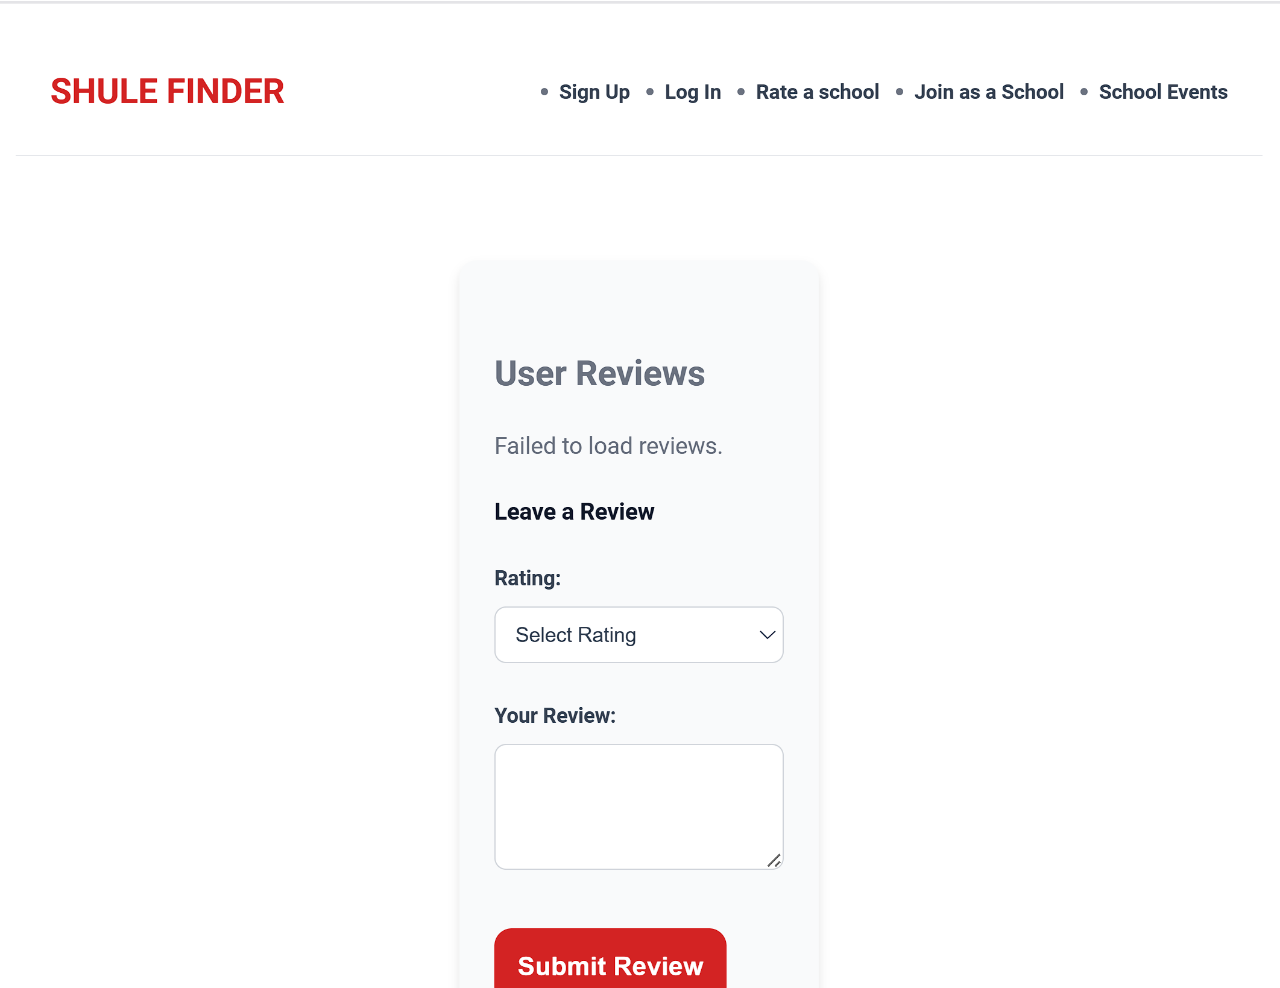 SHULE FINDER
• Sign Up • Log In • Rate a school • Join as a School • School Events
User Reviews
Failed to load reviews.
Leave a Review
Rating:
Select Rating
Your Review:
Submit Review